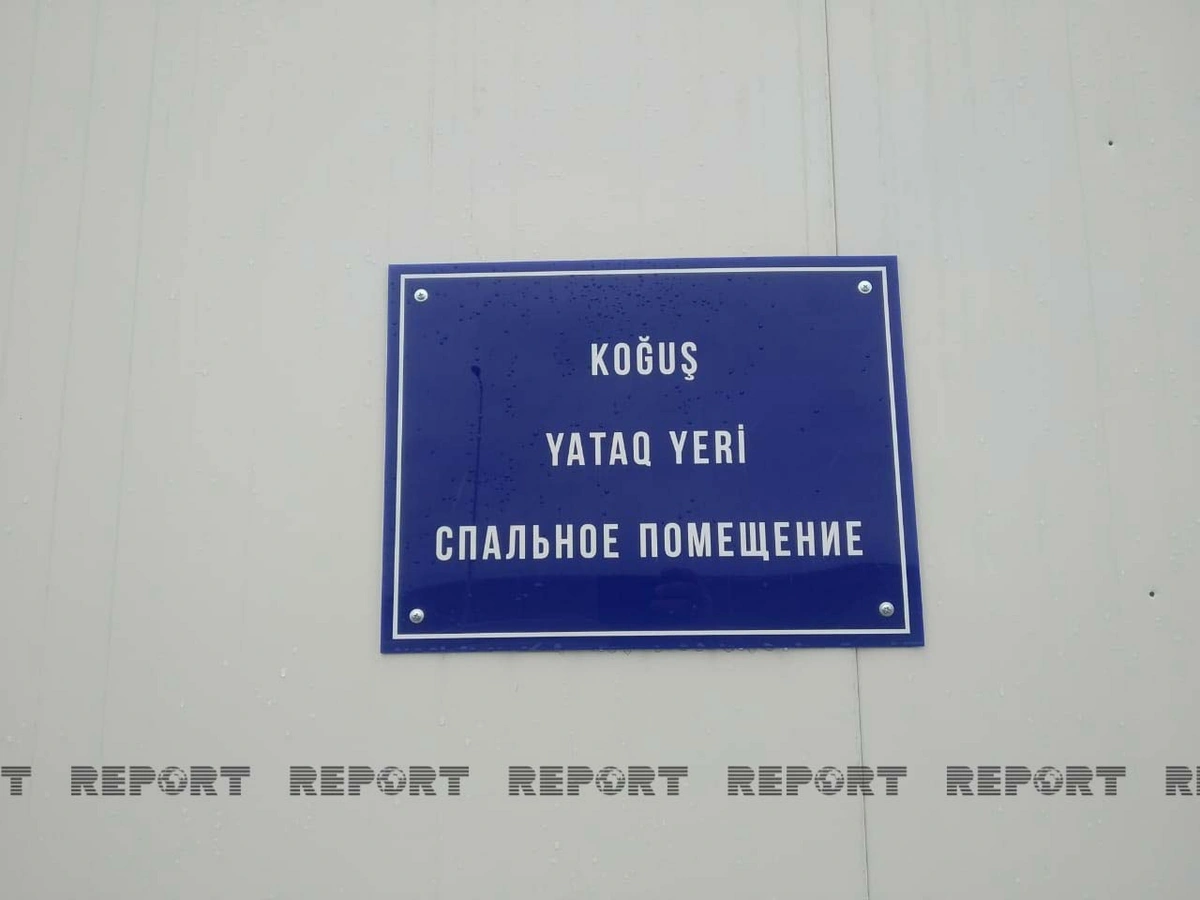 KOĞUŞ
YATAQ YERİ
СПАЛЬНОЕ ПОМЕЩЕНИЕ
REPORT REPORT REPORT REPORT REPORT